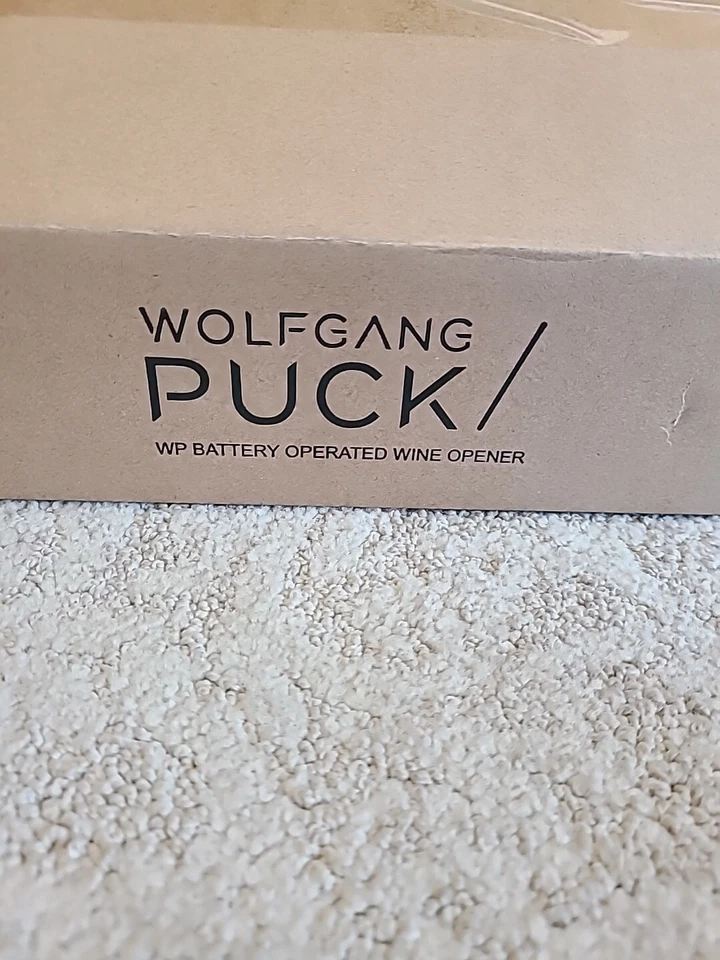 WOLFGANG
PUCK/
WP BATTERY OPERATED WINE OPENER